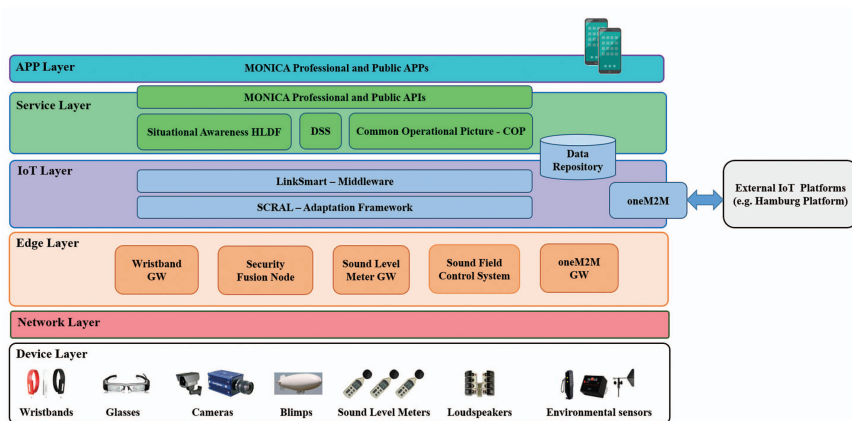 APP Layer
MONICA Professional and Public APPs
Service Layer
MONICA Professional and Public APIs
Situational Awareness HLDF
DSS
Common Operational Picture - COP
Data
Repository
IoT Layer
LinkSmart – Middleware
SCRAL – Adaptation Framework
oneM2M
External IoT Platforms
(e.g. Hamburg Platform)
Edge Layer
Wristband
GW
Security
Fusion Node
Sound Level
Meter GW
Sound Field
Control System
oneM2M
GW
Network Layer
Device Layer
Wristbands
Glasses
Cameras
Blimps
Sound Level Meters
Loudspeakers
Environmental sensors